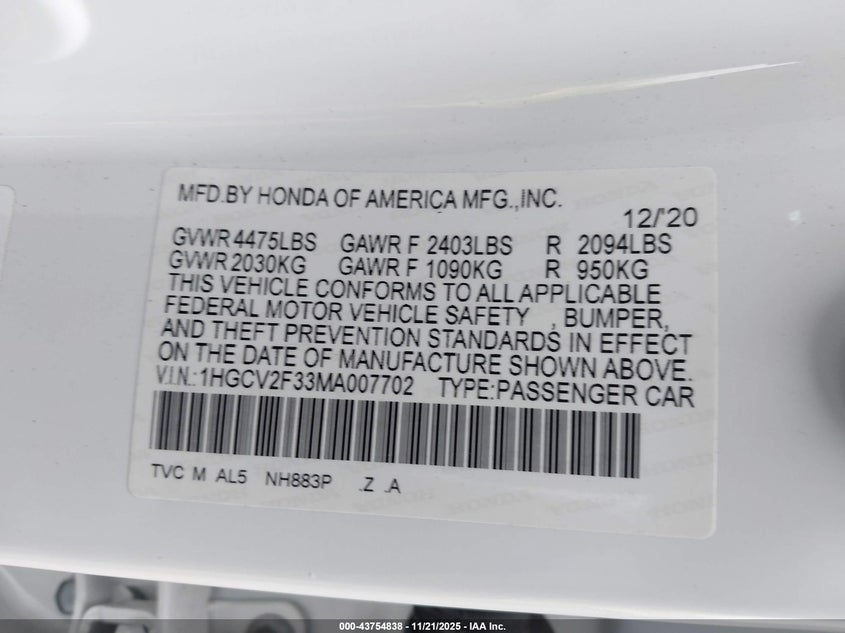 MFD.BY HONDA OF AMERICA MFG.,INC.
12/'20
GVWR 4475LBS GAWR F 2403LBS R 2094LBS
GVWR 2030KG GAWR F 1090KG R 950KG
THIS VEHICLE CONFORMS TO ALL APPLICABLE
FEDERAL MOTOR VEHICLE SAFETY , BUMPER,
AND THEFT PREVENTION STANDARDS IN EFFECT
ON THE DATE OF MANUFACTURE SHOWN ABOVE.
V.I.N.:1HGCV2F33MA007702 TYPE:PASSENGER CAR
TVC M AL5 NH883P .Z .A
000-43754838 - 11/21/2025 - IAA Inc.